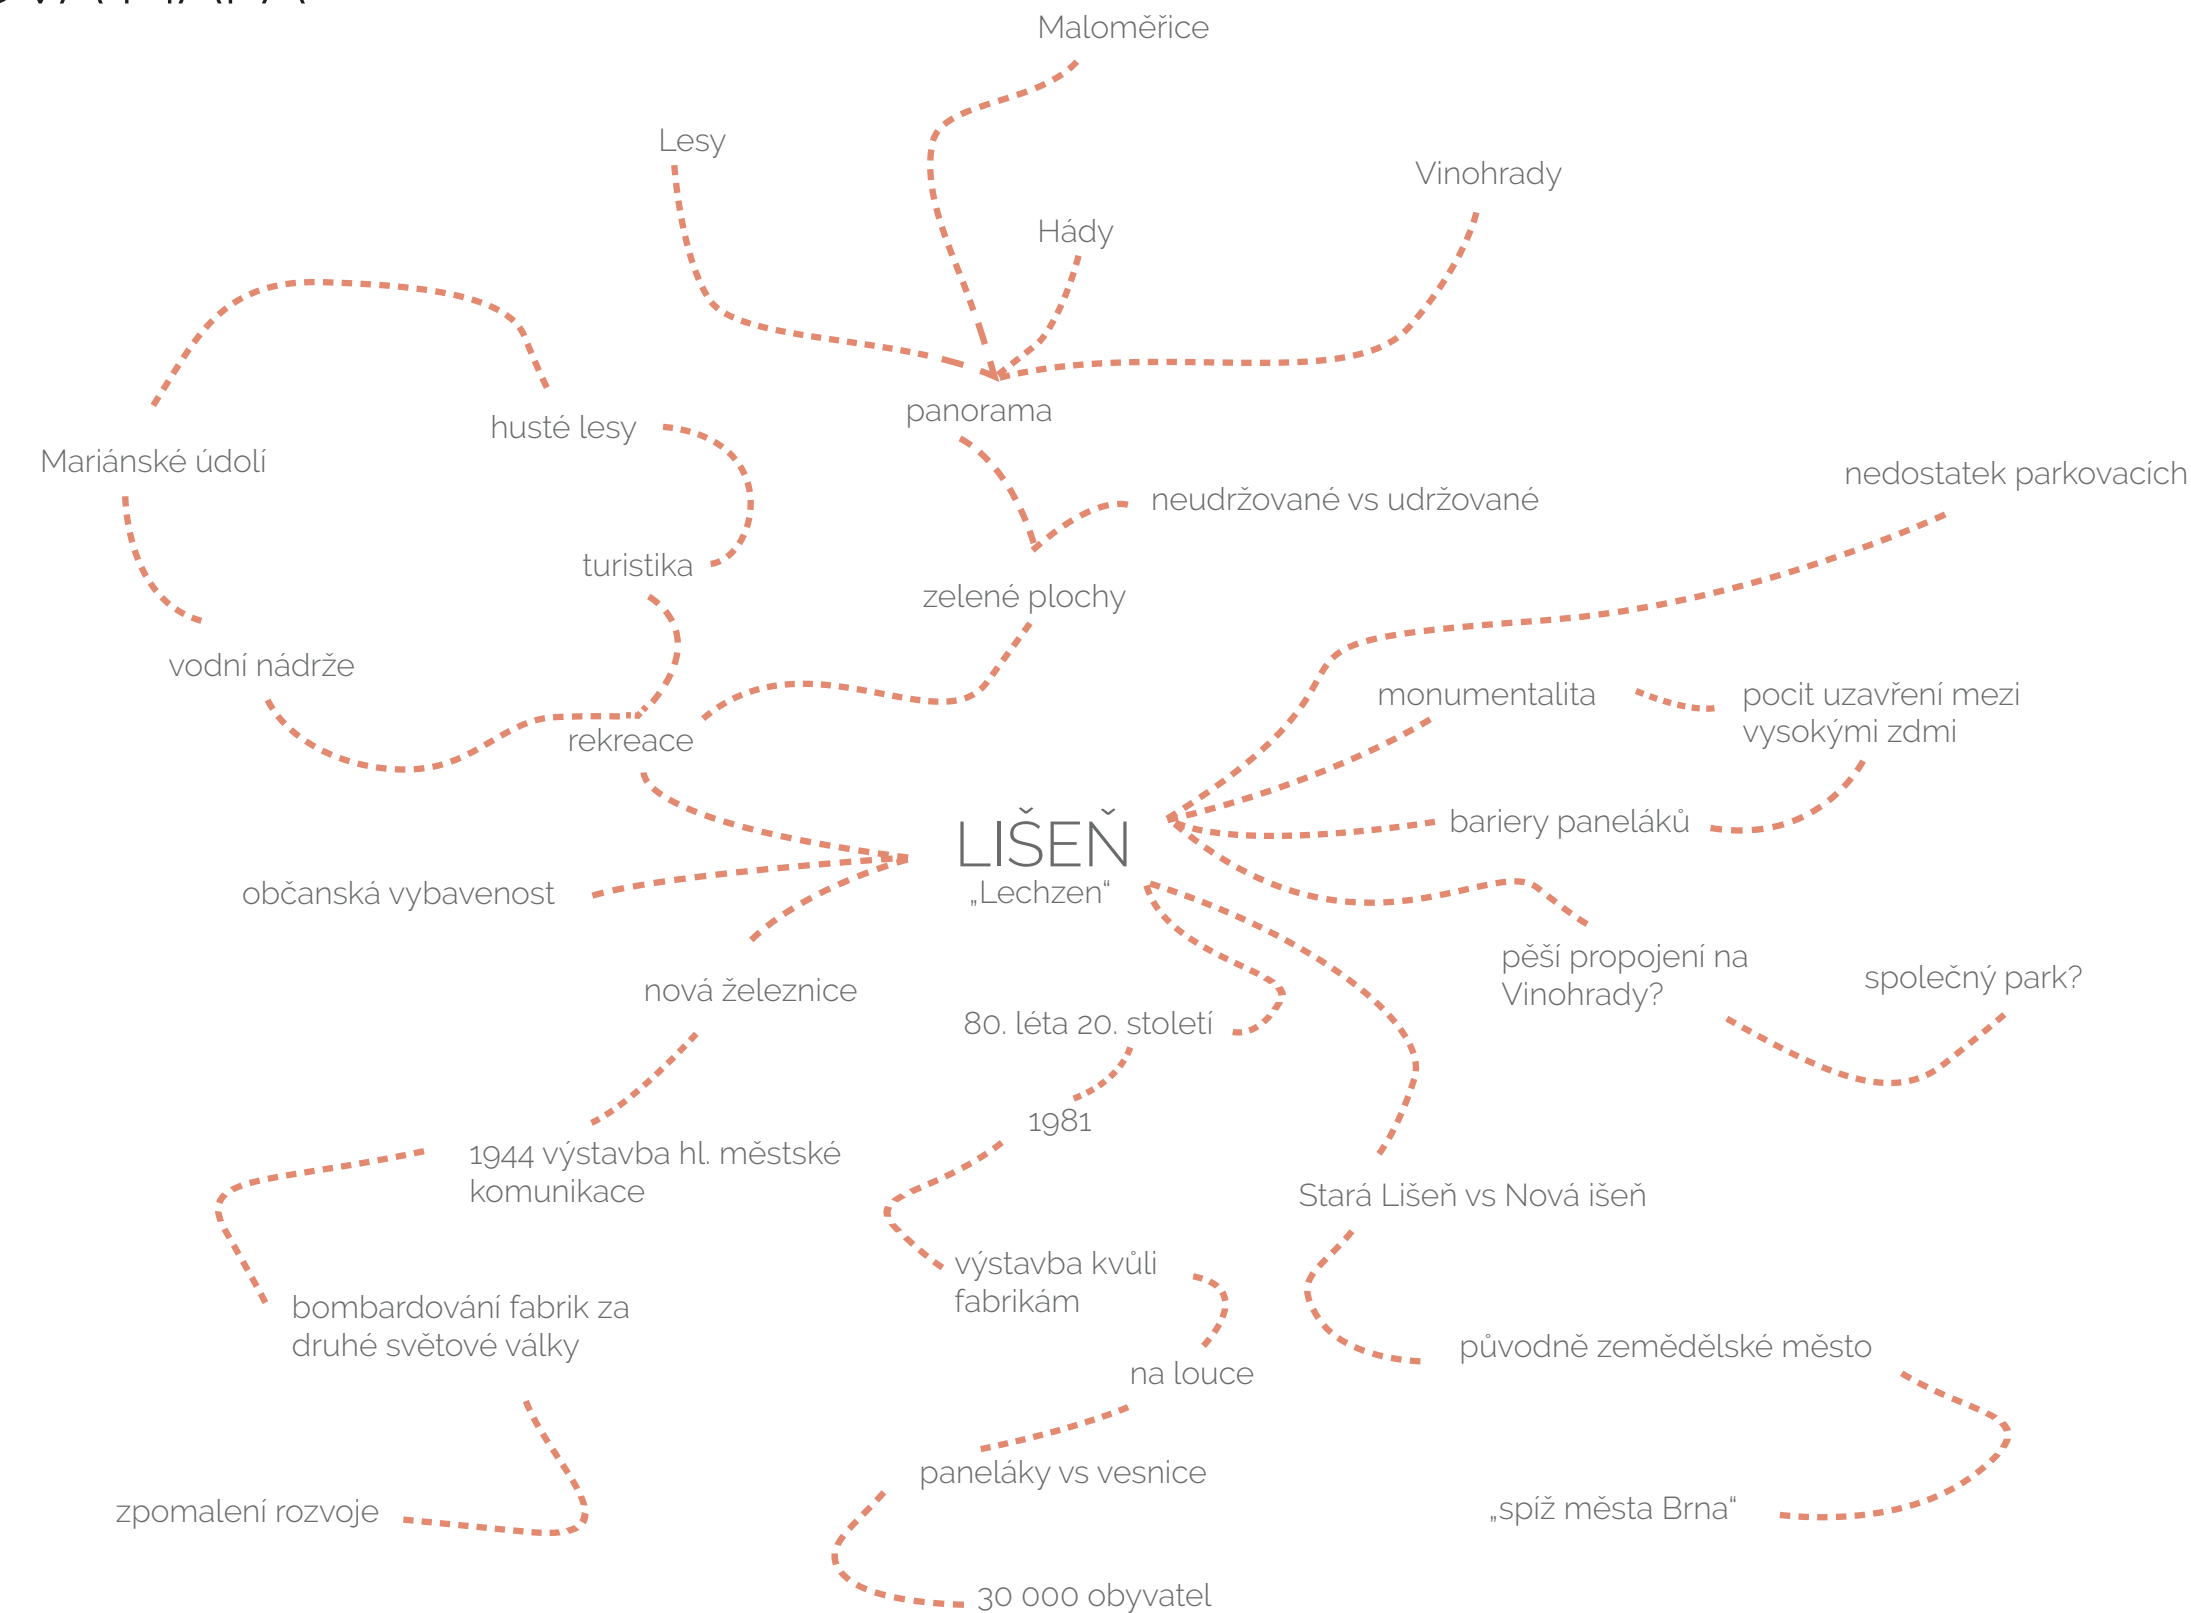 Maloměřice
Lesy
Vinohrady
Hády
panorama
husté lesy
Mariánské údolí
nedostatek parkovacích
neudržované vs udržované
turistika
zelené plochy
vodní nádrže
monumentalita
pocit uzavření mezi
vysokými zdmi
rekreace
bariery paneláků
LIŠEŇ
„Lechzen“
občanská vybavenost
pěší propojení na
Vinohrady?
společný park?
nová železnice
80. léta 20. století
1981
1944 výstavba hl. městské
komunikace
Stará Lišeň vs Nová išeň
výstavba kvůli
fabrikám
bombardování fabrik za
druhé světové války
původně zemědělské město
na louce
paneláky vs vesnice
zpomalení rozvoje
„spíž města Brna“
30 000 obyvatel